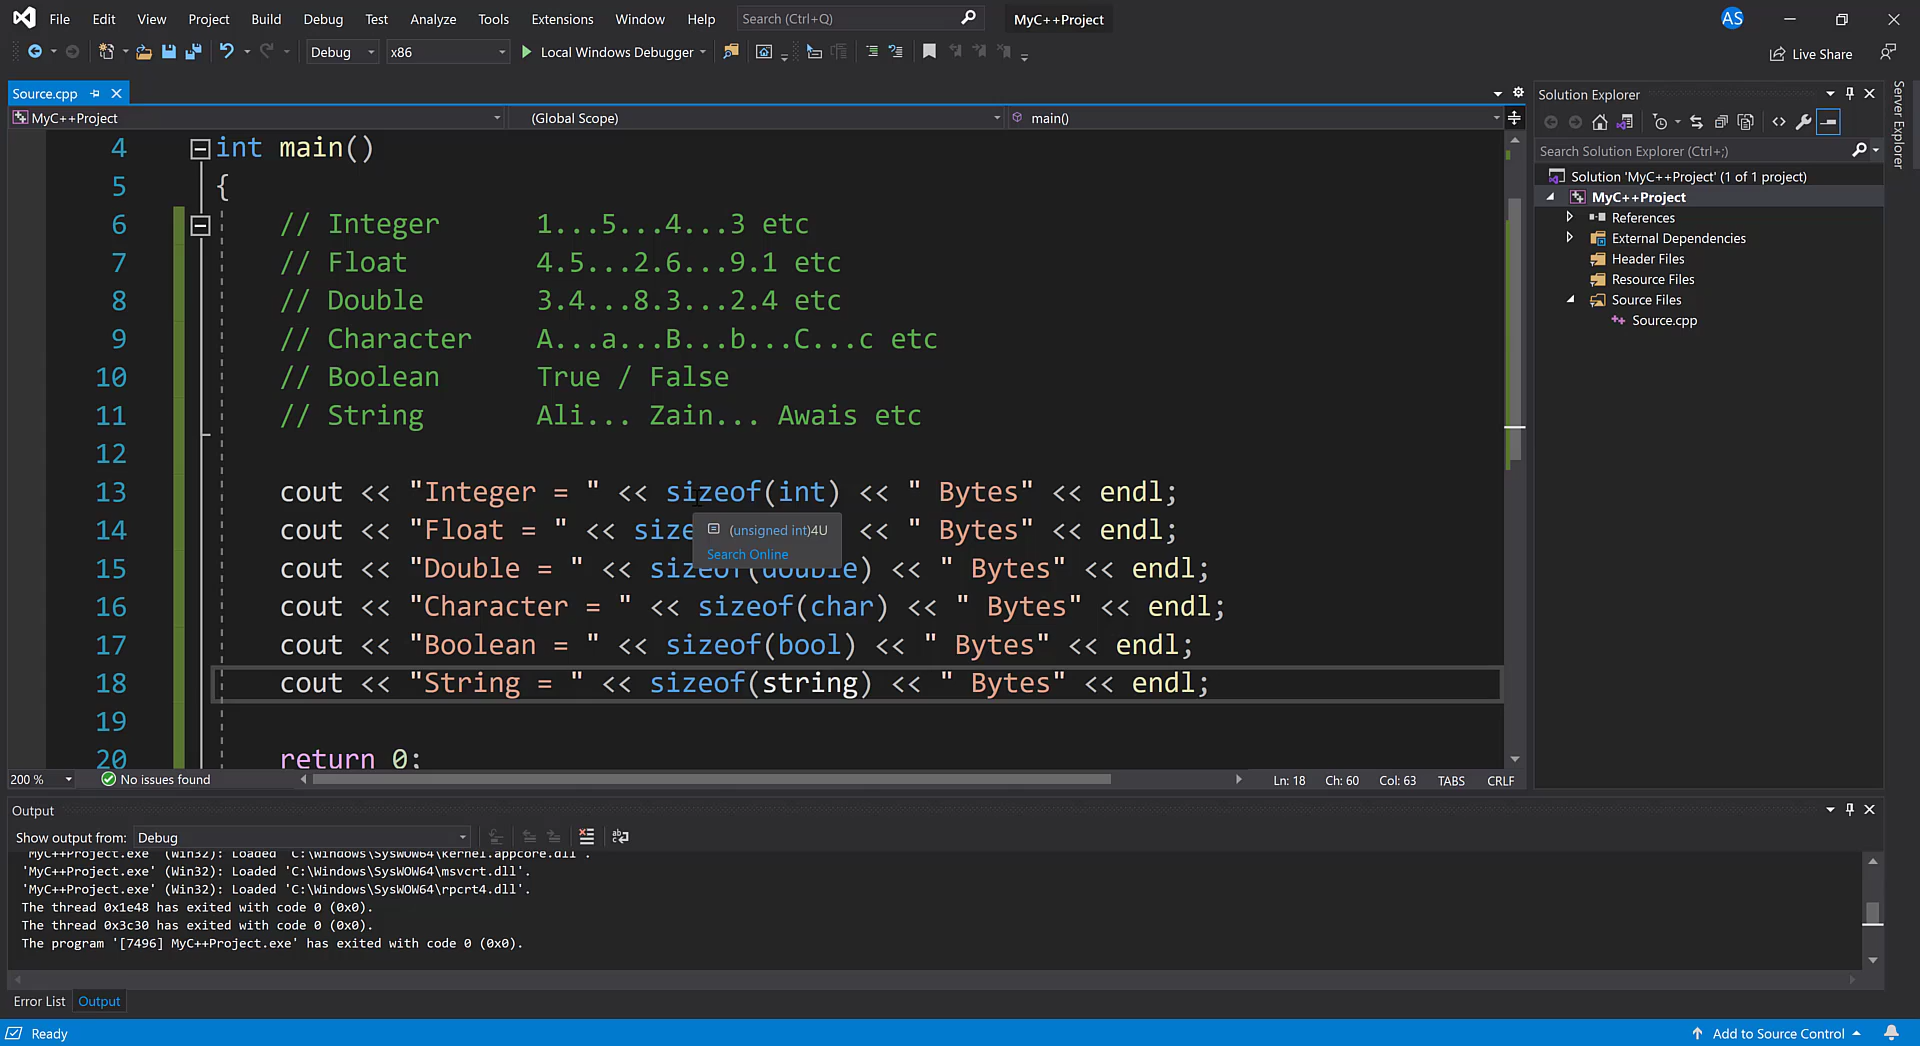 File Edit View Project Build Debug Test Analyze Tools Extensions Window Help Search (Ctrl+Q) MyC++Project AS
Debug x86 Local Windows Debugger Live Share
Source.cpp
MyC++Project (Global Scope) main()
4 int main()
5 {
6 // Integer 1...5...4...3 etc
7 // Float 4.5...2.6...9.1 etc
8 // Double 3.4...8.3...2.4 etc
9 // Character A...a...B...b...C...c etc
10 // Boolean True / False
11 // String Ali... Zain... Awais etc
12
13 cout << "Integer = " << sizeof(int) << " Bytes" << endl;
14 cout << "Float = " << size << " Bytes" << endl;
(unsigned int)4U
Search Online
15 cout << "Double = " << sizeof(double) << " Bytes" << endl;
16 cout << "Character = " << sizeof(char) << " Bytes" << endl;
17 cout << "Boolean = " << sizeof(bool) << " Bytes" << endl;
18 cout << "String = " << sizeof(string) << " Bytes" << endl;
19
20 return 0;
200 % No issues found Ln: 18 Ch: 60 Col: 63 TABS CRLF
Solution Explorer
Search Solution Explorer (Ctrl+;)
Solution 'MyC++Project' (1 of 1 project)
MyC++Project
References
External Dependencies
Header Files
Resource Files
Source Files
Source.cpp
Server Explorer
Output
Show output from: Debug
'MyC++Project.exe' (Win32): Loaded 'C:\Windows\SysWOW64\kernel.appcore.dll'.
'MyC++Project.exe' (Win32): Loaded 'C:\Windows\SysWOW64\msvcrt.dll'.
'MyC++Project.exe' (Win32): Loaded 'C:\Windows\SysWOW64\rpcrt4.dll'.
The thread 0x1e48 has exited with code 0 (0x0).
The thread 0x3c30 has exited with code 0 (0x0).
The program '[7496] MyC++Project.exe' has exited with code 0 (0x0).
Error List Output
Ready Add to Source Control